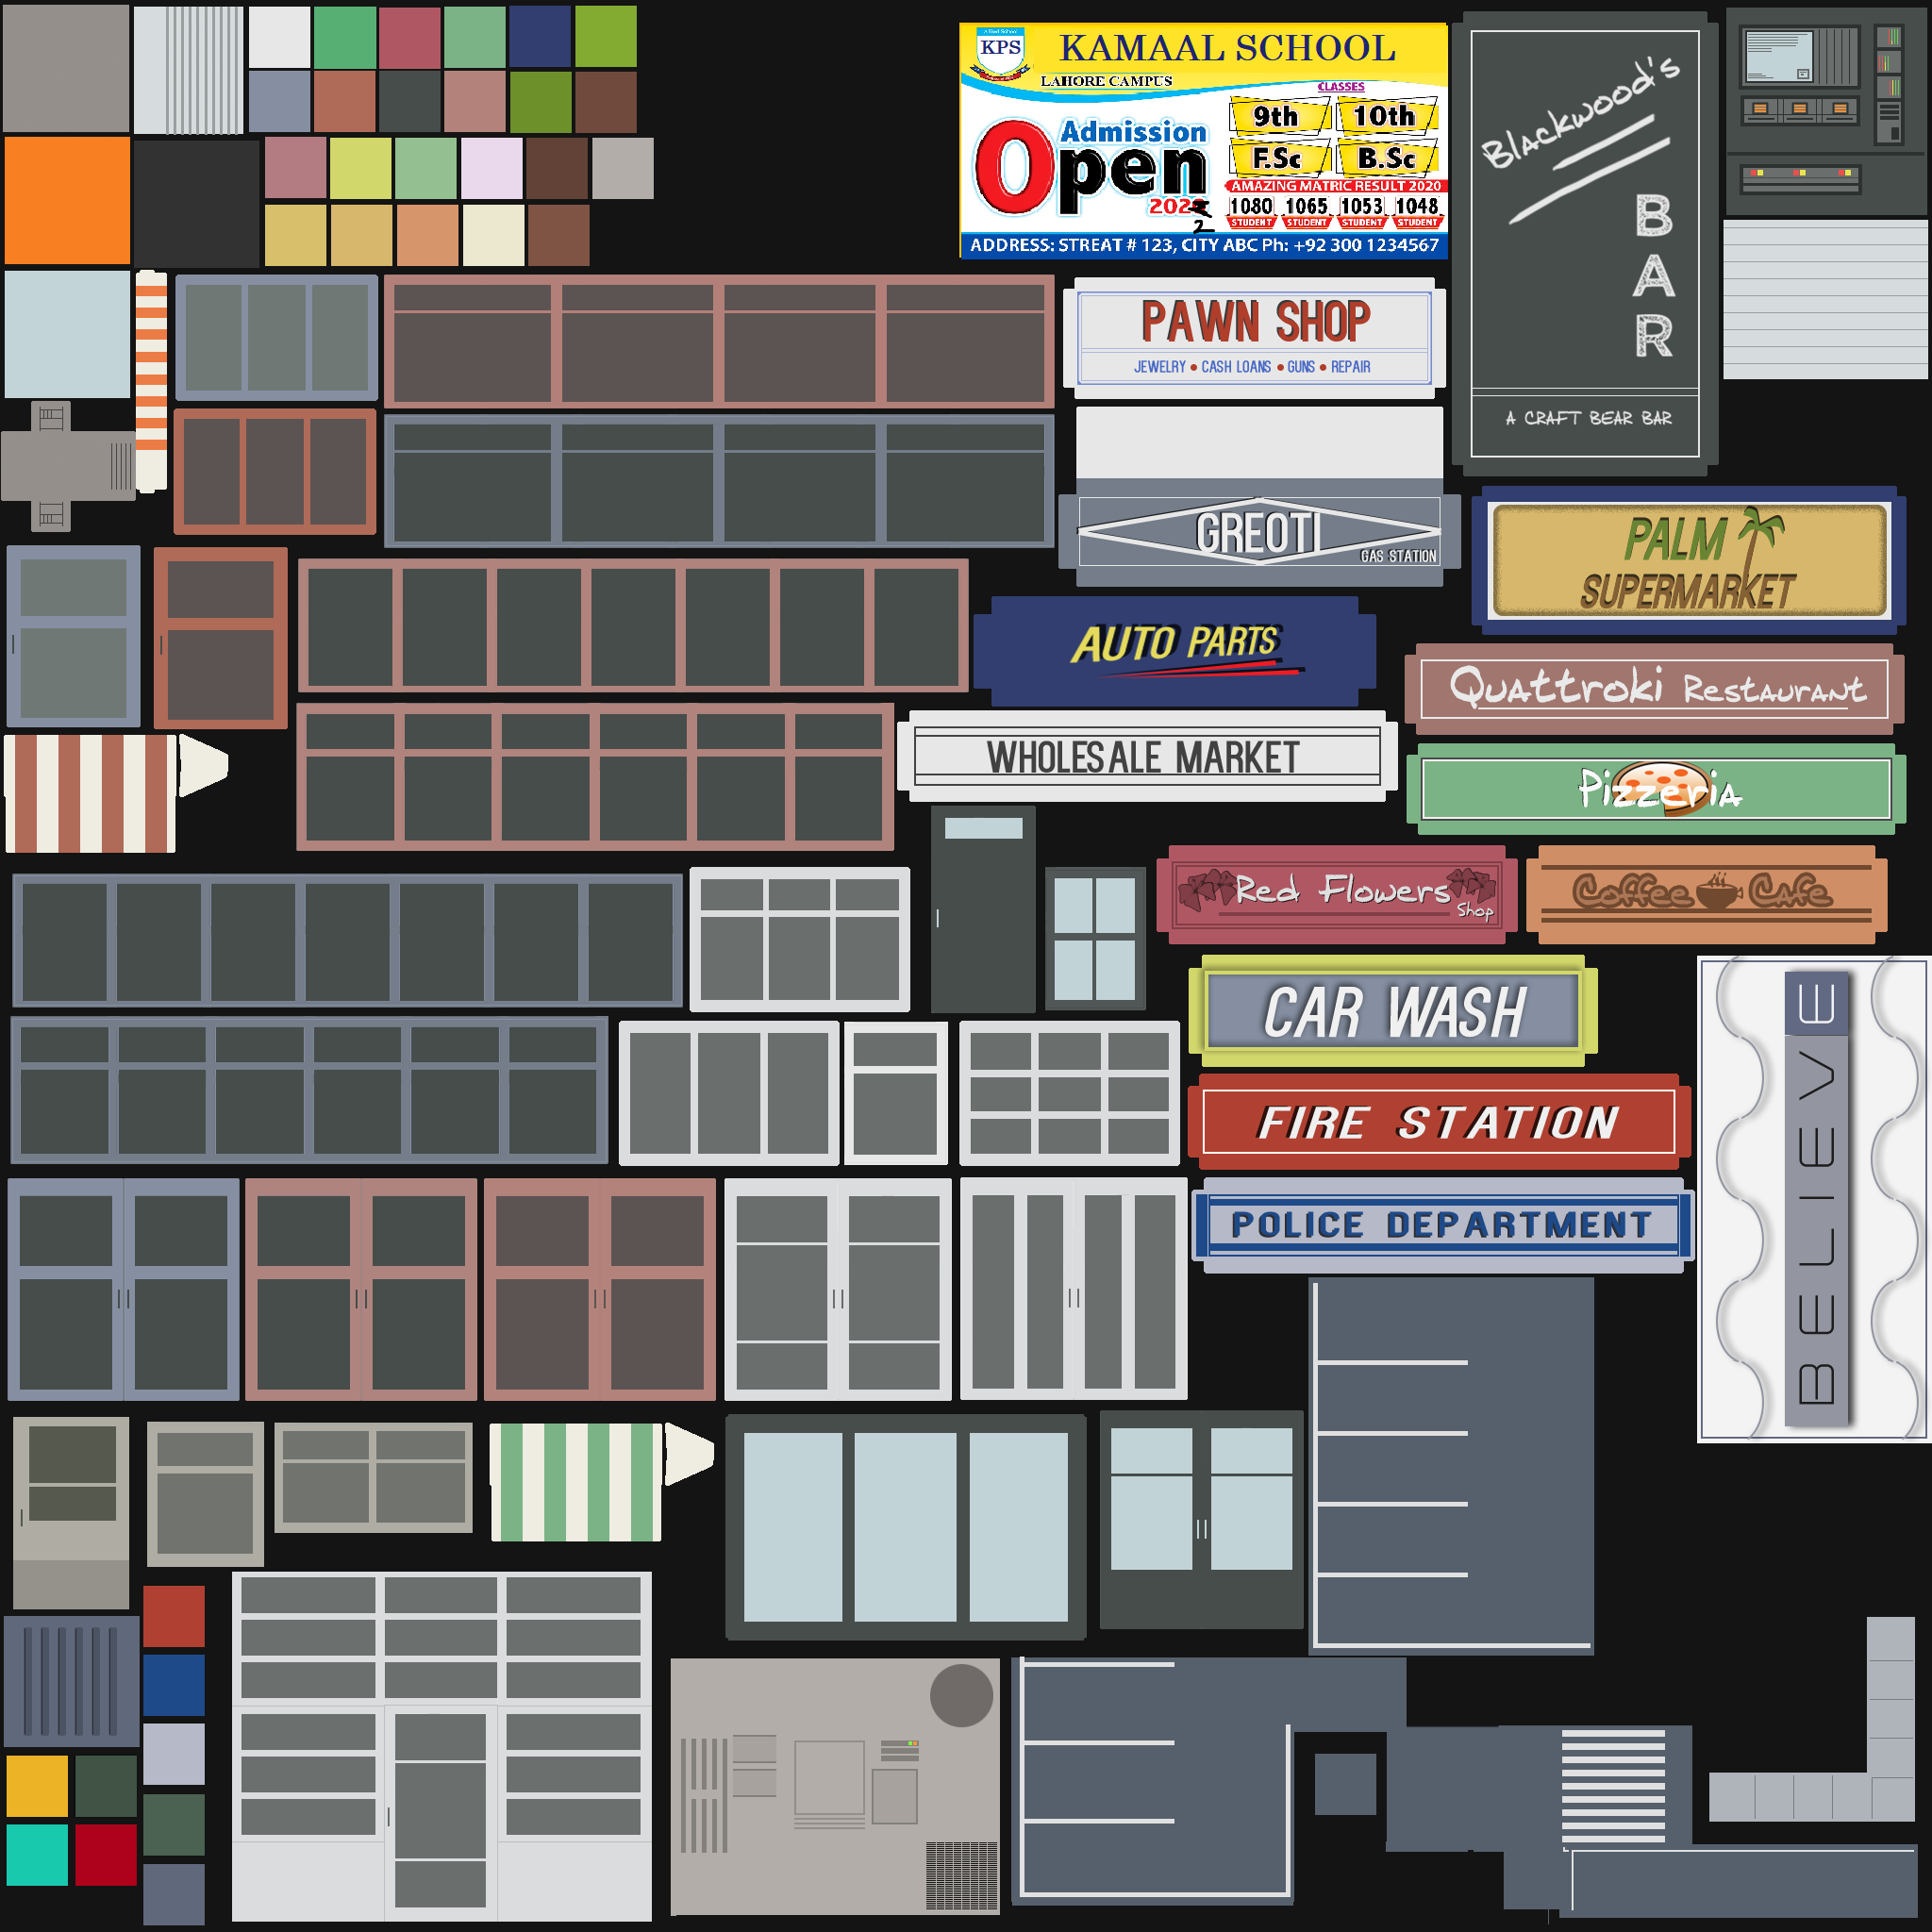 Allied School
KPS
KAMAAL SCHOOL
LAHORE CAMPUS
CLASSES
Admission
Open
2022
9th
10th
F.Sc
B.Sc
AMAZING MATRIC RESULT 2020
1080 1065 1053 1048
STUDENT STUDENT STUDENT STUDENT
ADDRESS: STREAT # 123, CITY ABC Ph: +92 300 1234567
Blackwood's
BAR
A CRAFT BEAR BAR
PAWN SHOP
JEWELRY • CASH LOANS • GUNS • REPAIR
GREOTI
GAS STATION
PALM
SUPERMARKET
AUTO PARTS
Quattroki Restaurant
WHOLESALE MARKET
Pizzeria
Red Flowers
Shop
Coffee Cafe
CAR WASH
FIRE STATION
POLICE DEPARTMENT
BELIEVE